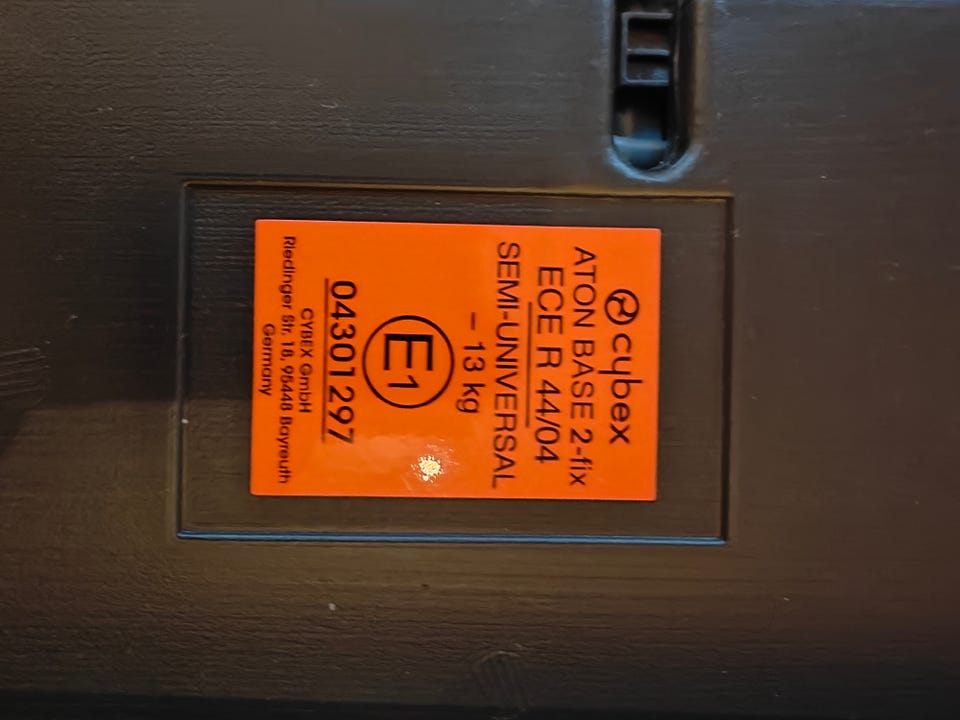 cybex
ATON BASE 2-fix
ECE R 44/04
SEMI-UNIVERSAL
– 13 kg
E1
04301297
CYBEX GmbH
Riedinger Str. 18, 95448 Bayreuth
Germany